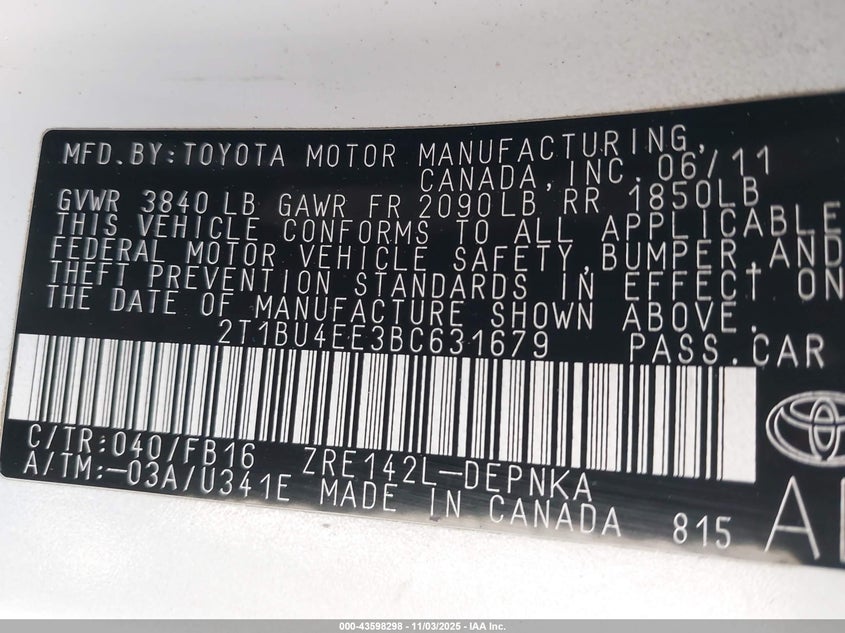 MFD.BY:TOYOTA MOTOR MANUFACTURING,
CANADA, INC. 06/11
GVWR 3840 LB GAWR FR 2090LB RR 1850LB
THIS VEHICLE CONFORMS TO ALL APPLICABLE
FEDERAL MOTOR VEHICLE SAFETY, BUMPER, AND
THEFT PREVENTION STANDARDS IN EFFECT ON
THE DATE OF MANUFACTURE SHOWN ABOVE.
2T1BU4EE3BC631679 PASS.CAR
C/TR:040/FB16 ZRE142L-DEPNKA
A/TM:-03A/U341E MADE IN CANADA 815
000-43598298 - 11/03/2025 - IAA Inc.